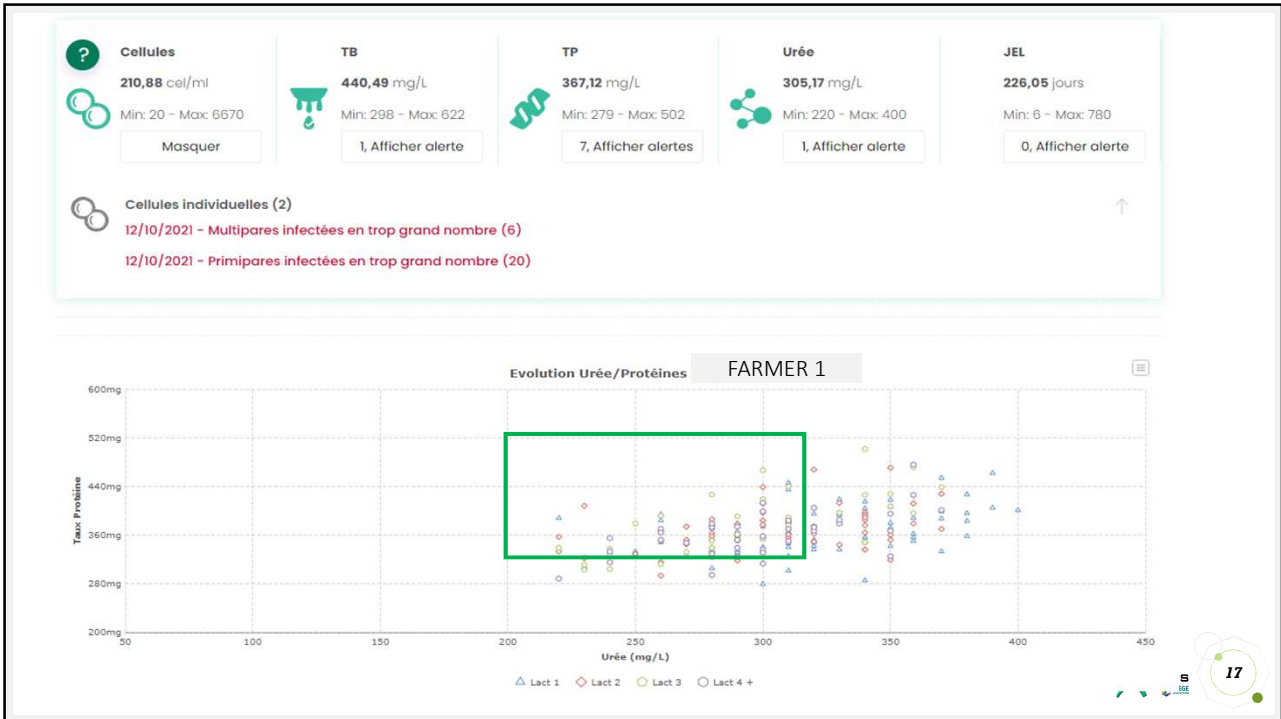 ?
Cellules
210,88 cel/ml
Min: 20 - Max: 6670
Masquer
TB
440,49 mg/L
Min: 298 - Max: 622
1, Afficher alerte
TP
367,12 mg/L
Min: 279 - Max: 502
7, Afficher alertes
Urée
305,17 mg/L
Min: 220 - Max: 400
1, Afficher alerte
JEL
226,05 jours
Min: 6 - Max: 780
0, Afficher alerte
Cellules individuelles (2)
12/10/2021 - Multipares infectées en trop grand nombre (6)
12/10/2021 - Primipares infectées en trop grand nombre (20)
Evolution Urée/Protéines FARMER 1
600mg
520mg
440mg
360mg
280mg
200mg
Taux Protéine
50 100 150 200 250 300 350 400 450
Urée (mg/L)
Lact 1 Lact 2 Lact 3 Lact 4 +
S
17